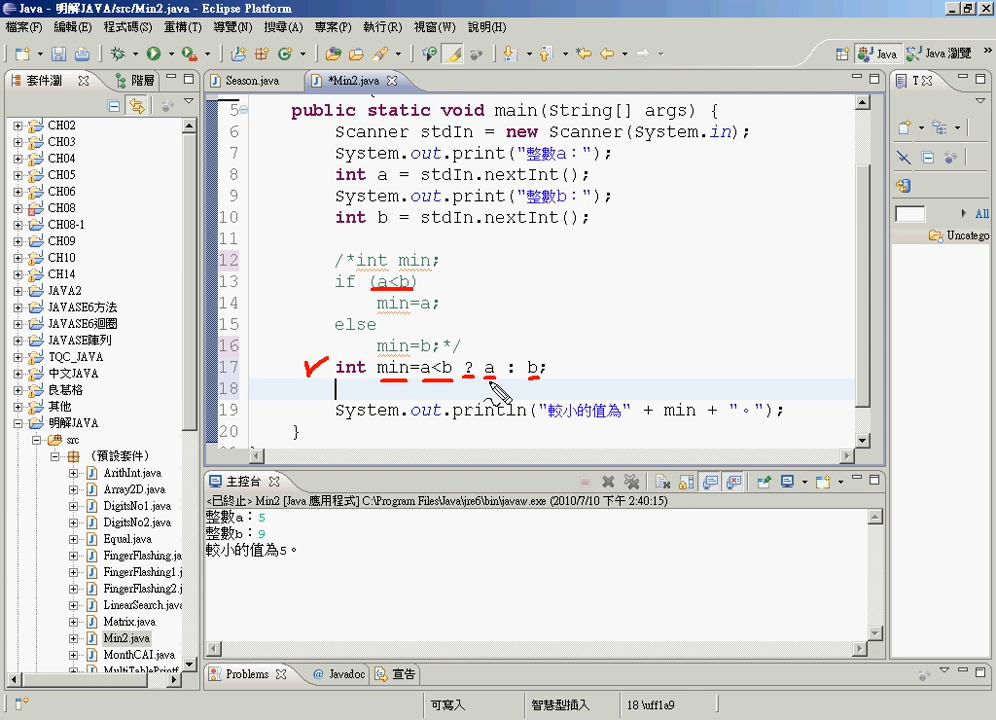 Java - 明解JAVA/src/Min2.java - Eclipse Platform
檔案(F) 編輯(E) 程式碼(S) 重構(T) 導覽(N) 搜尋(A) 專案(P) 執行(R) 視窗(W) 說明(H)
Java Java 瀏覽 »
套件瀏 階層
Season.java *Min2.java
T
CH02
CH03
CH04
CH05
CH06
CH08
CH08-1
CH09
CH10
CH14
JAVA2
JAVASE6方法
JAVASE6迴圈
JAVASE陣列
TQC_JAVA
中文JAVA
良葛格
其他
明解JAVA
src
(預設套件)
ArithInt.java
Array2D.java
DigitsNo1.java
DigitsNo2.java
Equal.java
FingerFlashing.ja
FingerFlashing1.j
FingerFlashing2.j
LinearSearch.java
Matrix.java
Min2.java
MonthCAI.java
MultiTablePrintf
5 public static void main(String[] args) {
6 Scanner stdIn = new Scanner(System.in);
7 System.out.print("整數a：");
8 int a = stdIn.nextInt();
9 System.out.print("整數b：");
10 int b = stdIn.nextInt();
11
12 /*int min;
13 if (a<b)
14 min=a;
15 else
16 min=b;*/
17 int min=a<b ? a : b;
18
19 System.out.println("較小的值為" + min + "。");
20 }
All
Uncatego
主控台
<已終止> Min2 [Java 應用程式] C:\Program Files\Java\jre6\bin\javaw.exe (2010/7/10 下午 2:40:15)
整數a：5
整數b：9
較小的值為5。
Problems @ Javadoc 宣告
可寫入 智慧型插入 18 \uff1a9